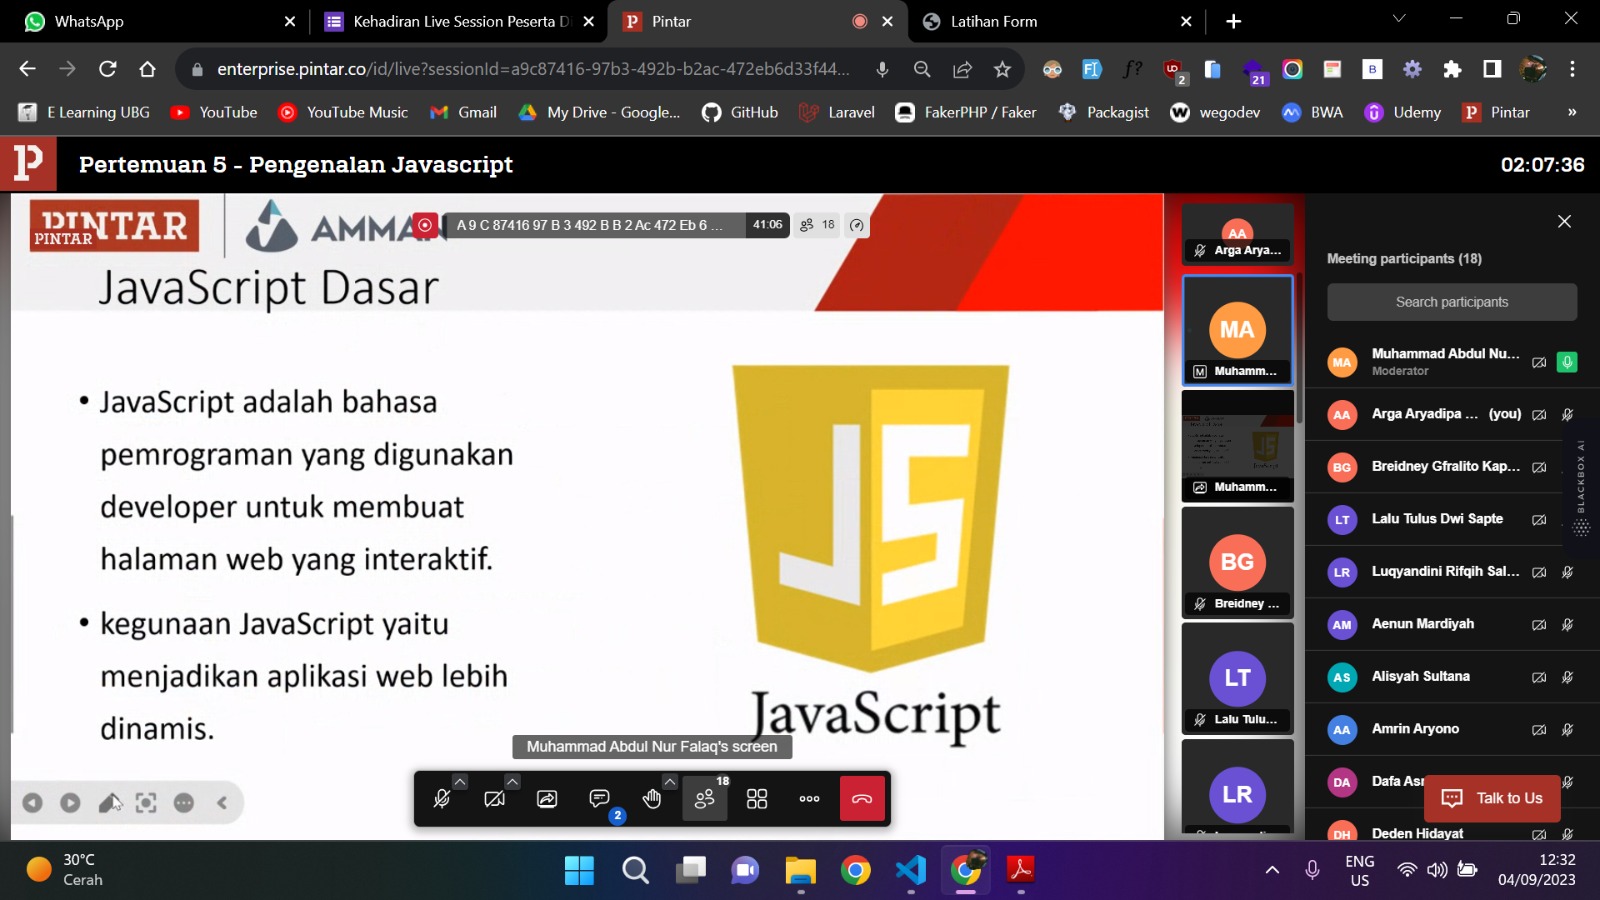 WhatsApp
Kehadiran Live Session Peserta D
Pintar
Latihan Form
enterprise.pintar.co/id/live?sessionId=a9c87416-97b3-492b-b2ac-472eb6d33f44...
2
21
E Learning UBG
YouTube
YouTube Music
Gmail
My Drive - Google...
GitHub
Laravel
FakerPHP / Faker
Packagist
wegodev
BWA
Udemy
Pintar
»
Pertemuan 5 - Pengenalan Javascript
02:07:36
PINTAR
PINTAR
AMMA
A 9 C 87416 97 B 3 492 B B 2 Ac 472 Eb 6 ...
41:06
18
JavaScript Dasar
• JavaScript adalah bahasa
pemrograman yang digunakan
developer untuk membuat
halaman web yang interaktif.
• kegunaan JavaScript yaitu
menjadikan aplikasi web lebih
dinamis.
JS
JavaScript
Muhammad Abdul Nur Falaq's screen
18
2
AA
Arga Arya...
MA
M Muhamm...
JS
Muhamm...
BG
Breidney ...
LT
Lalu Tulu...
LR
Meeting participants (18)
Search participants
MA
Muhammad Abdul Nu...
Moderator
AA
Arga Aryadipa ... (you)
BG
Breidney Gfralito Kap...
LT
Lalu Tulus Dwi Sapte
LR
Luqyandini Rifqih Sal...
AM
Aenun Mardiyah
AS
Alisyah Sultana
AA
Amrin Aryono
DA
Dafa Asr
DH
Deden Hidayat
BLACKBOX AI
Talk to Us
30°C
Cerah
ENG
US
12:32
04/09/2023